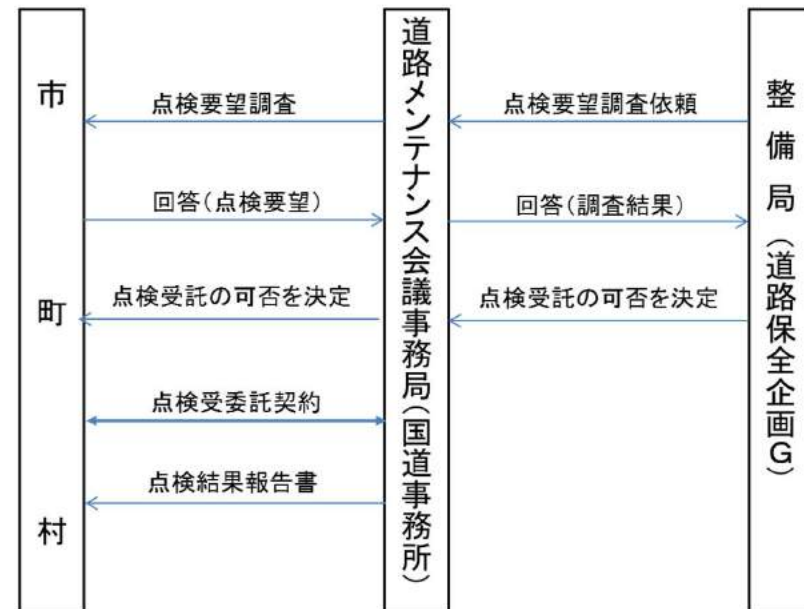 市町村
道路メンテナンス会議事務局(国道事務所)
整備局(道路保全企画G)
点検要望調査
点検要望調査依頼
回答(点検要望)
回答(調査結果)
点検受託の可否を決定
点検受託の可否を決定
点検受委託契約
点検結果報告書